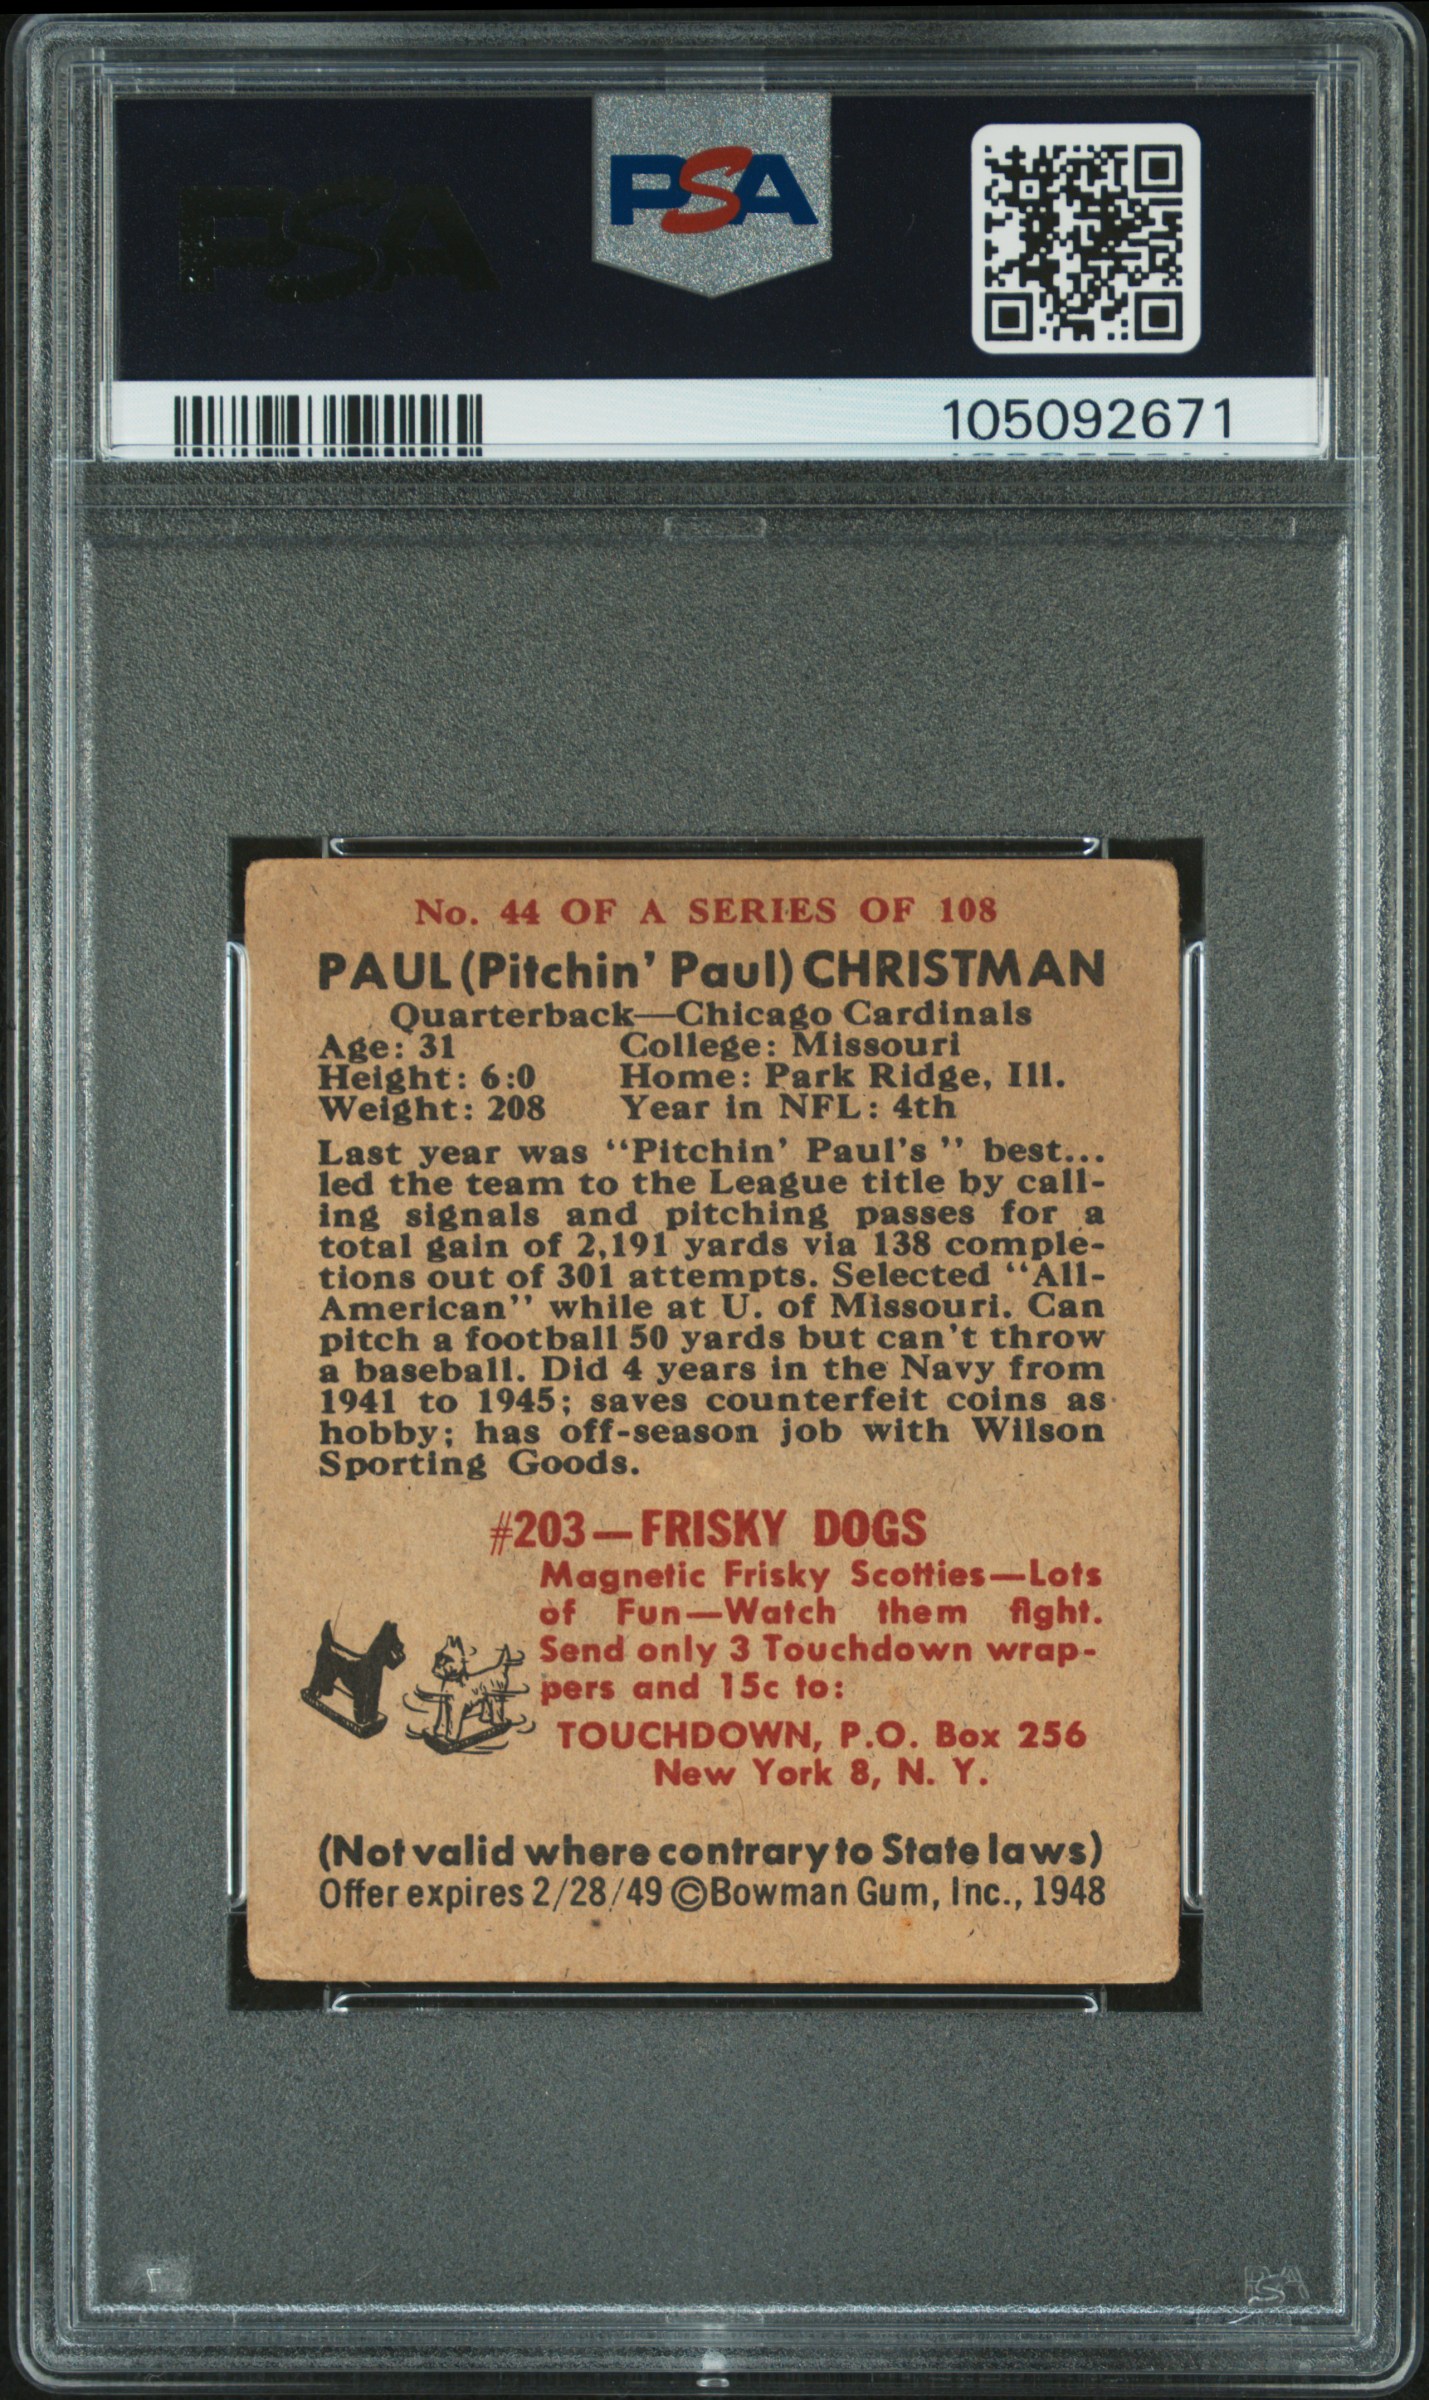 PSA
PSA
105092671
No. 44 OF A SERIES OF 108
PAUL (Pitchin' Paul) CHRISTMAN
Quarterback—Chicago Cardinals
Age: 31 College: Missouri
Height: 6:0 Home: Park Ridge, Ill.
Weight: 208 Year in NFL: 4th
Last year was "Pitchin' Paul's" best...
led the team to the League title by call-
ing signals and pitching passes for a
total gain of 2,191 yards via 138 comple-
tions out of 301 attempts. Selected "All-
American" while at U. of Missouri. Can
pitch a football 50 yards but can't throw
a baseball. Did 4 years in the Navy from
1941 to 1945; saves counterfeit coins as
hobby; has off-season job with Wilson
Sporting Goods.
#203—FRISKY DOGS
Magnetic Frisky Scotties—Lots
of Fun—Watch them fight.
Send only 3 Touchdown wrap-
pers and 15c to:
TOUCHDOWN, P.O. Box 256
New York 8, N. Y.
(Not valid where contrary to State laws)
Offer expires 2/28/49 ©Bowman Gum, Inc., 1948
PSA